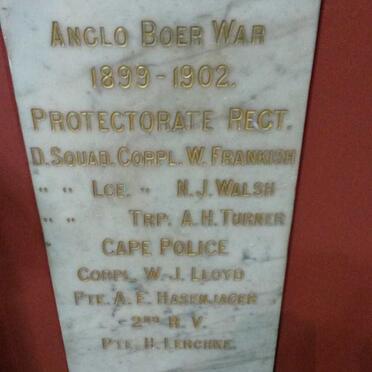 ANGLO BOER WAR
1899-1902.
PROTECTORATE REGT.
D. SQUAD. CORPL. W. FRANKISH
" " LCE. " N. J. WALSH
" " TRP. A. H. TURNER
CAPE POLICE
CORPL. W. J. LLOYD
PTE. A. E. HASENJAGER
2ND R. V.
PTE. H. LERCHKE.